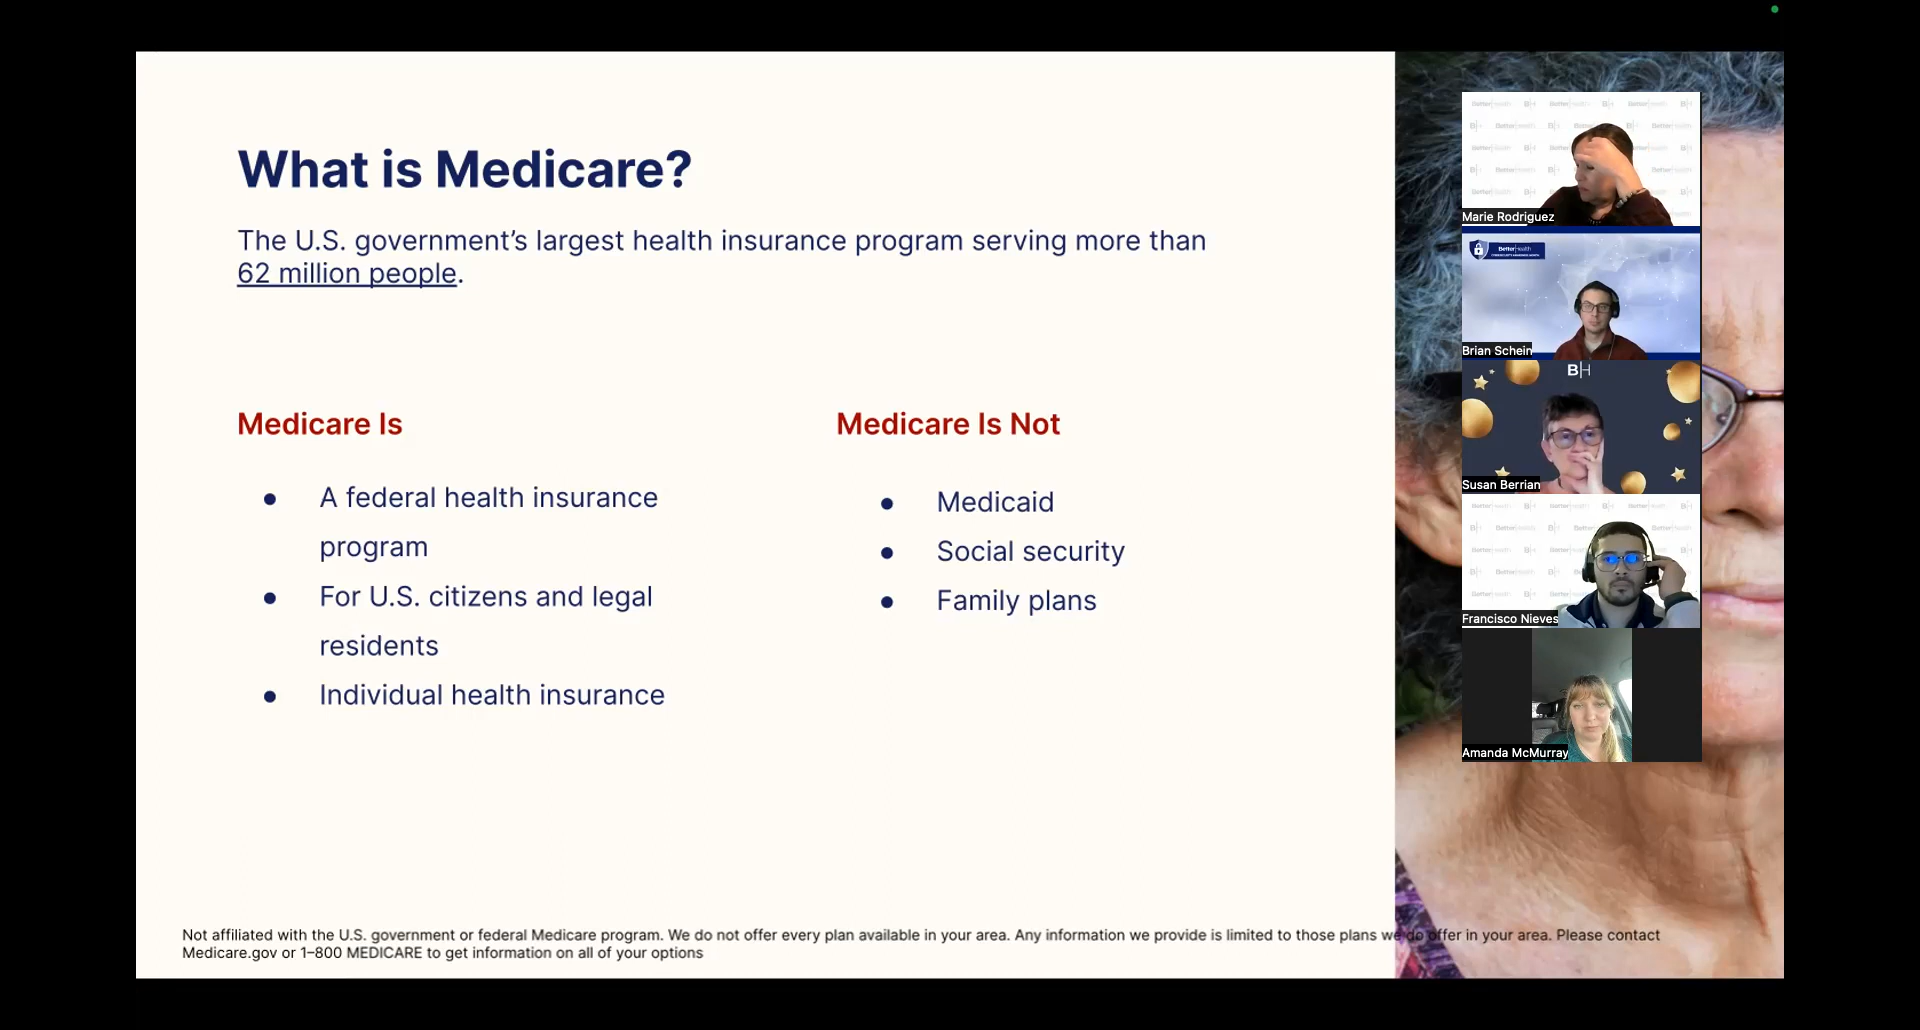 What is Medicare?
The U.S. government’s largest health insurance program serving more than
62 million people.
Medicare Is
● A federal health insurance
program
● For U.S. citizens and legal
residents
● Individual health insurance
Medicare Is Not
● Medicaid
● Social security
● Family plans
Not affiliated with the U.S. government or federal Medicare program. We do not offer every plan available in your area. Any information we provide is limited to those plans we do offer in your area. Please contact
Medicare.gov or 1–800 MEDICARE to get information on all of your options
Marie Rodriguez
BetterHealth
Brian Schein
B|H
Susan Berrian
Francisco Nieves
Amanda McMurray